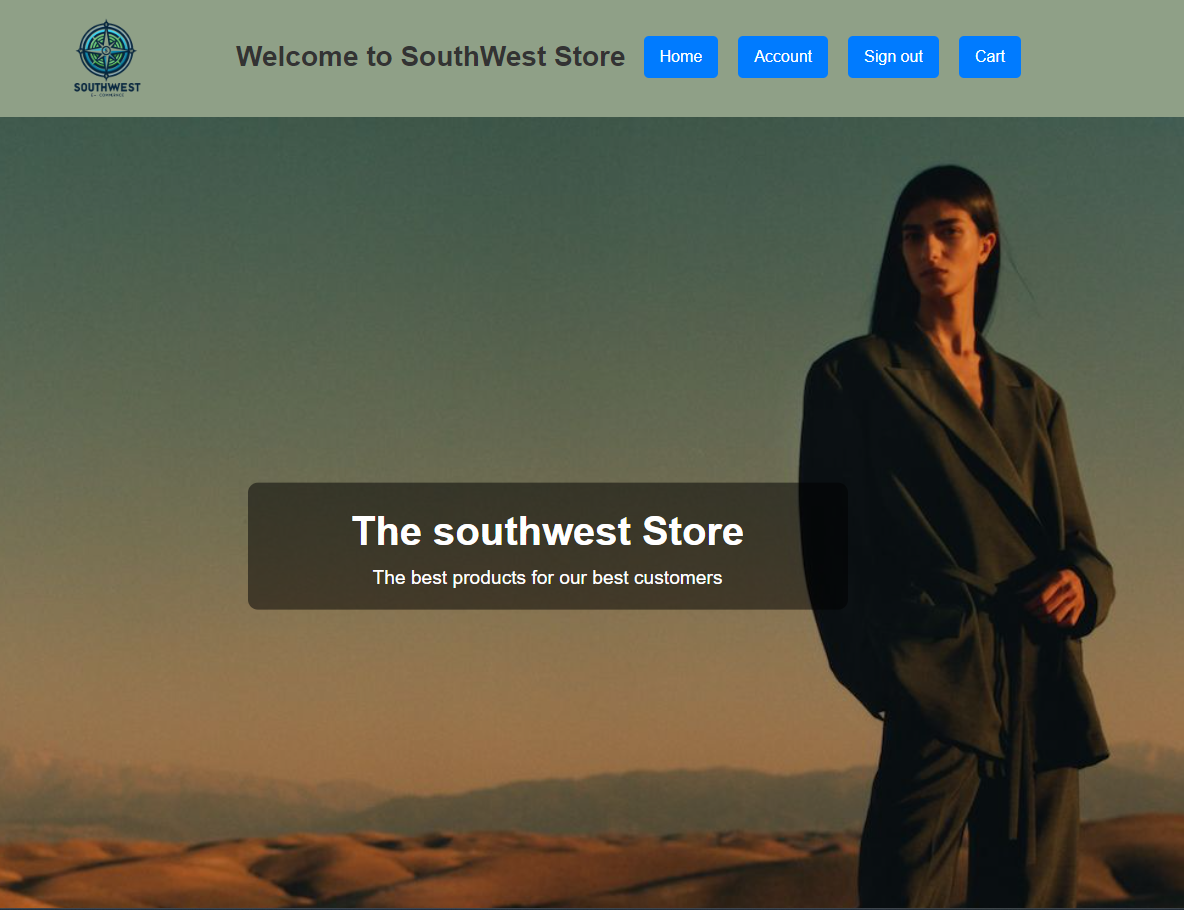 SOUTHWEST
Welcome to SouthWest Store
Home
Account
Sign out
Cart
The southwest Store
The best products for our best customers